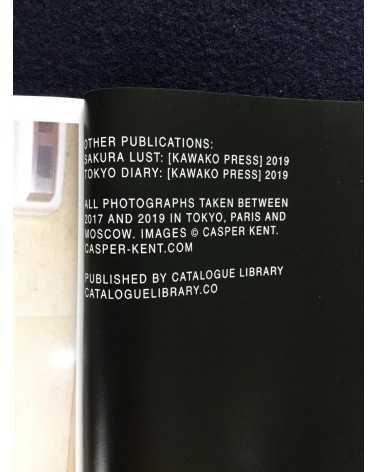 OTHER PUBLICATIONS:
SAKURA LUST: [KAWAKO PRESS] 2019
TOKYO DIARY: [KAWAKO PRESS] 2019
ALL PHOTOGRAPHS TAKEN BETWEEN
2017 AND 2019 IN TOKYO, PARIS AND
MOSCOW. IMAGES © CASPER KENT.
CASPER-KENT.COM
PUBLISHED BY CATALOGUE LIBRARY
CATALOGUELIBRARY.CO